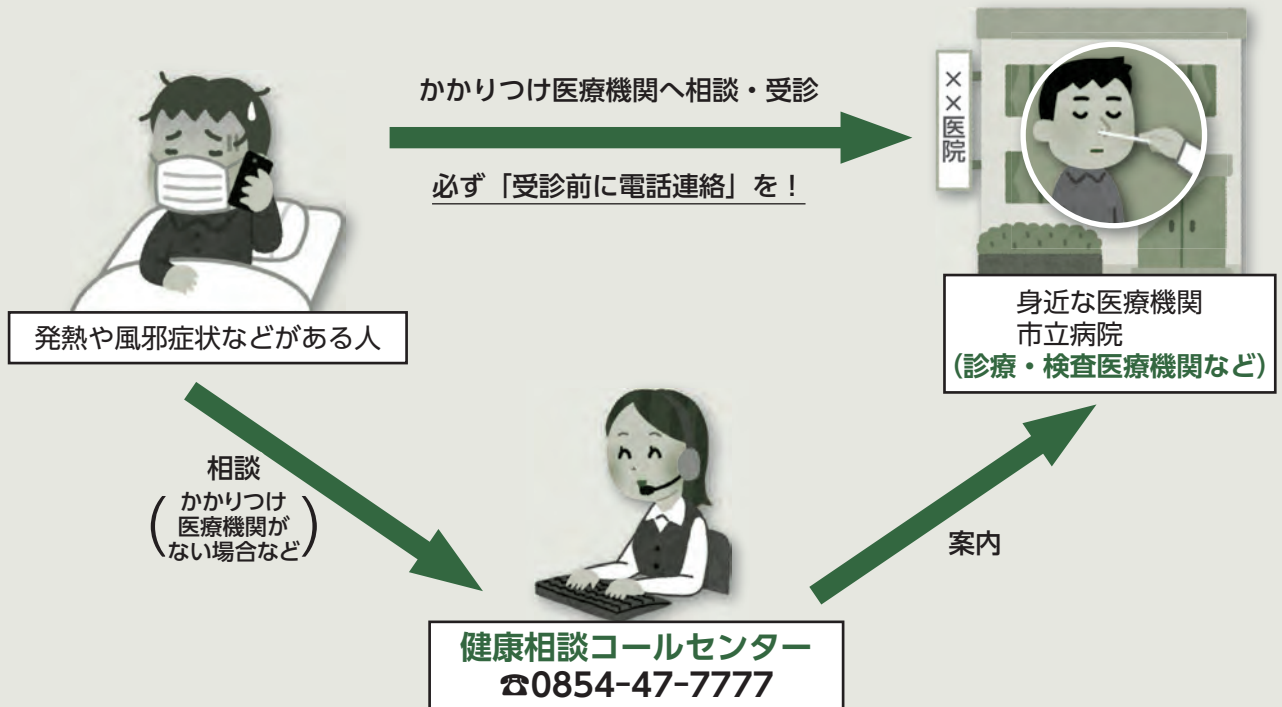 かかりつけ医療機関へ相談・受診
必ず「受診前に電話連絡」を！
××医院
発熱や風邪症状などがある人
身近な医療機関
市立病院
（診療・検査医療機関など）
相談
（かかりつけ
医療機関が
ない場合など）
案内
健康相談コールセンター
☎0854-47-7777